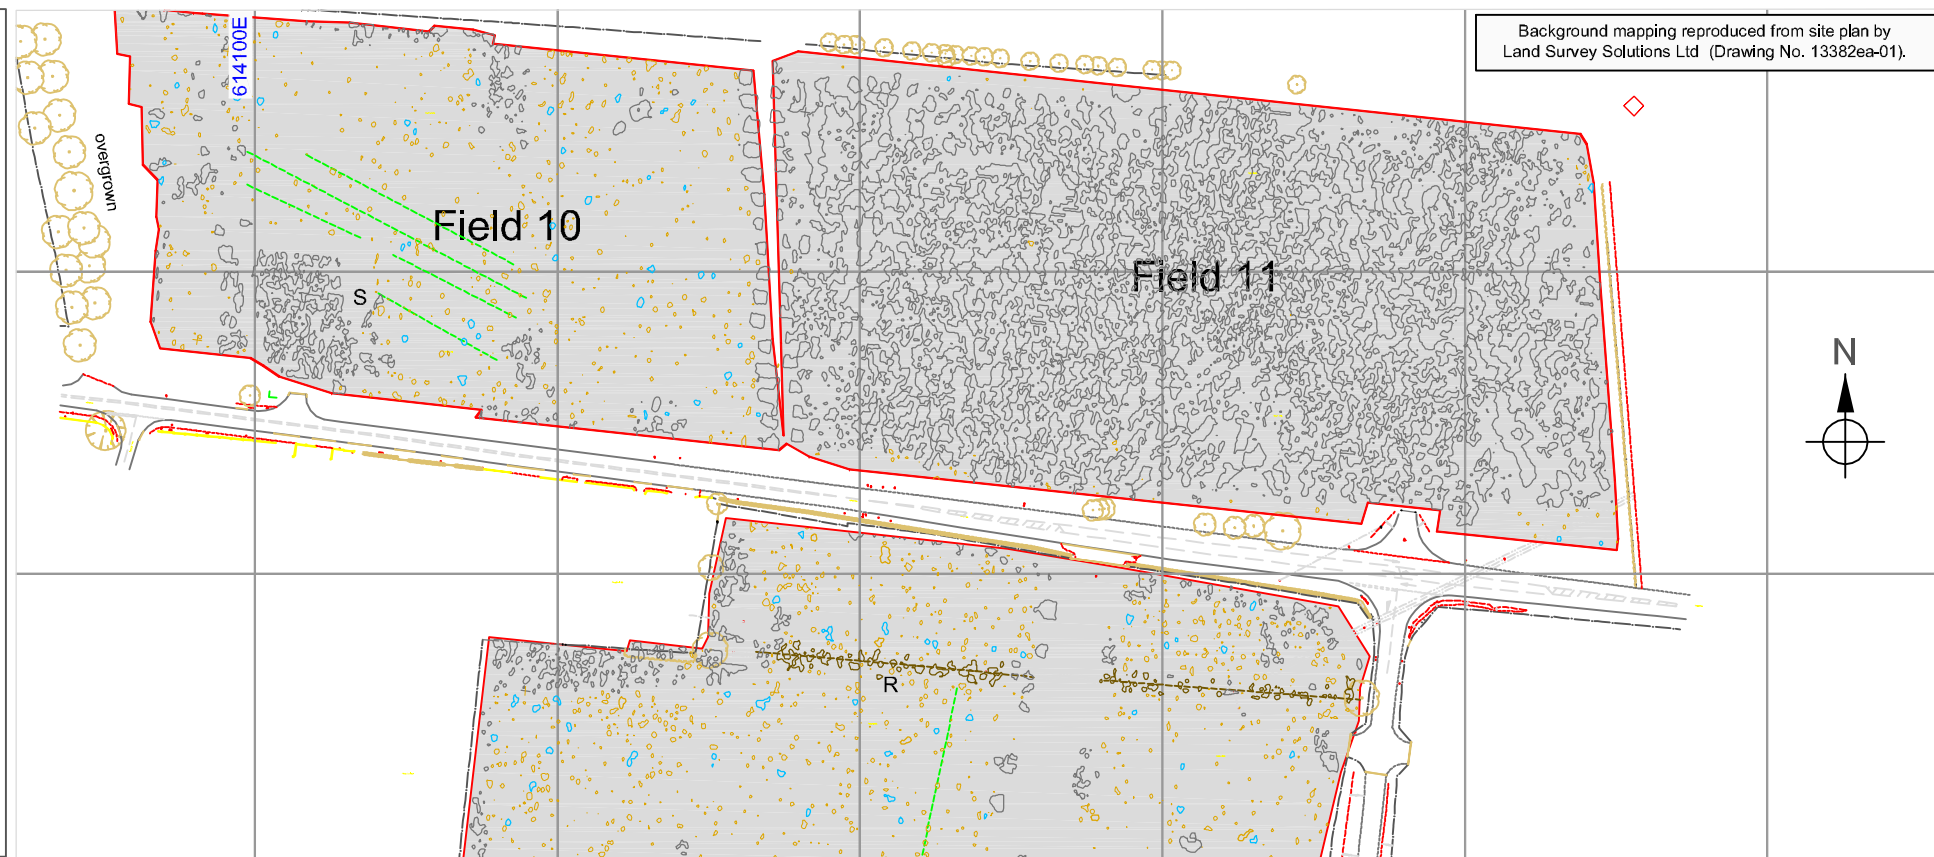 Background mapping reproduced from site plan by
Land Survey Solutions Ltd (Drawing No. 13382ea-01).
614100E
overgrown
Field 10
Field 11
S
N
R